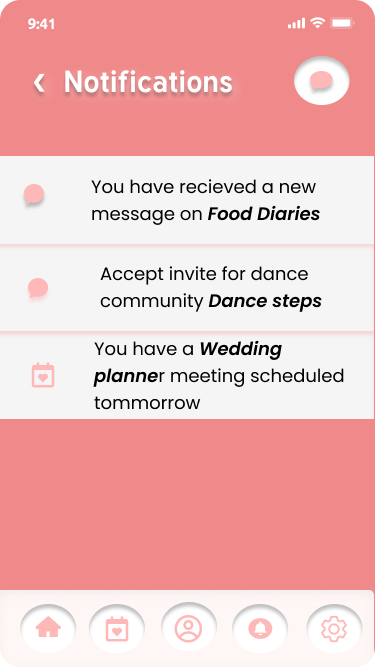 9:41
Notifications
You have recieved a new
message on Food Diaries
Accept invite for dance
community Dance steps
You have a Wedding
planner meeting scheduled
tommorrow